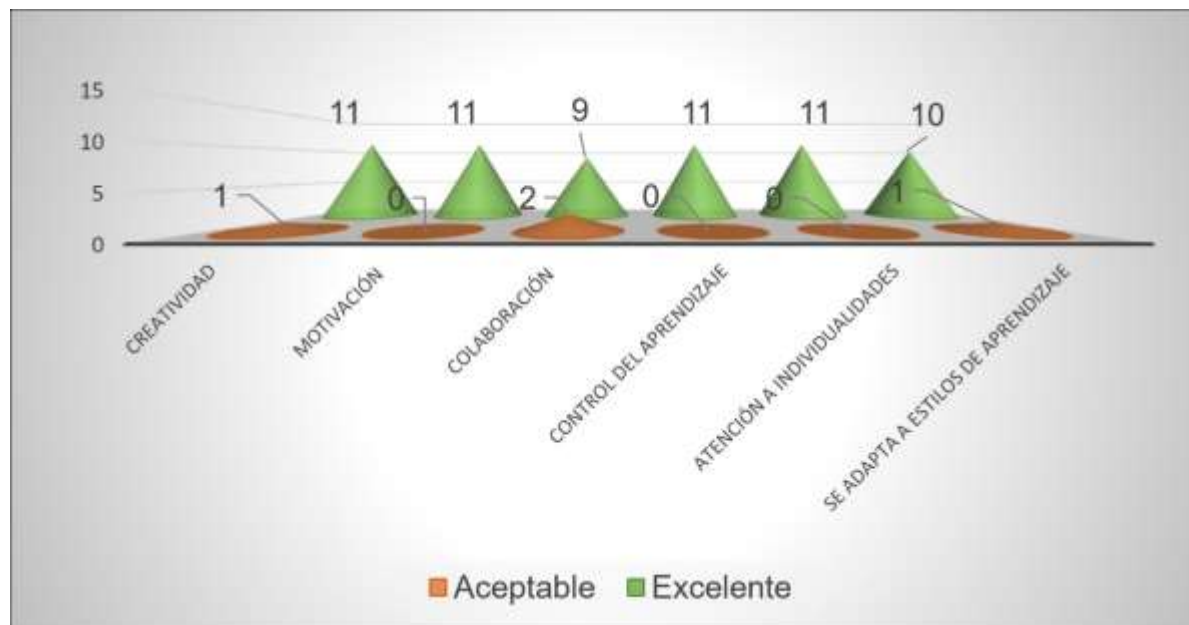 15
10
5
0
11
11
9
11
11
10
1
0
2
0
0
1
CREATIVIDAD
MOTIVACIÓN
COLABORACIÓN
CONTROL DEL APRENDIZAJE
ATENCIÓN A INDIVIDUALIDADES
SE ADAPTA A ESTILOS DE APRENDIZAJE
Aceptable Excelente